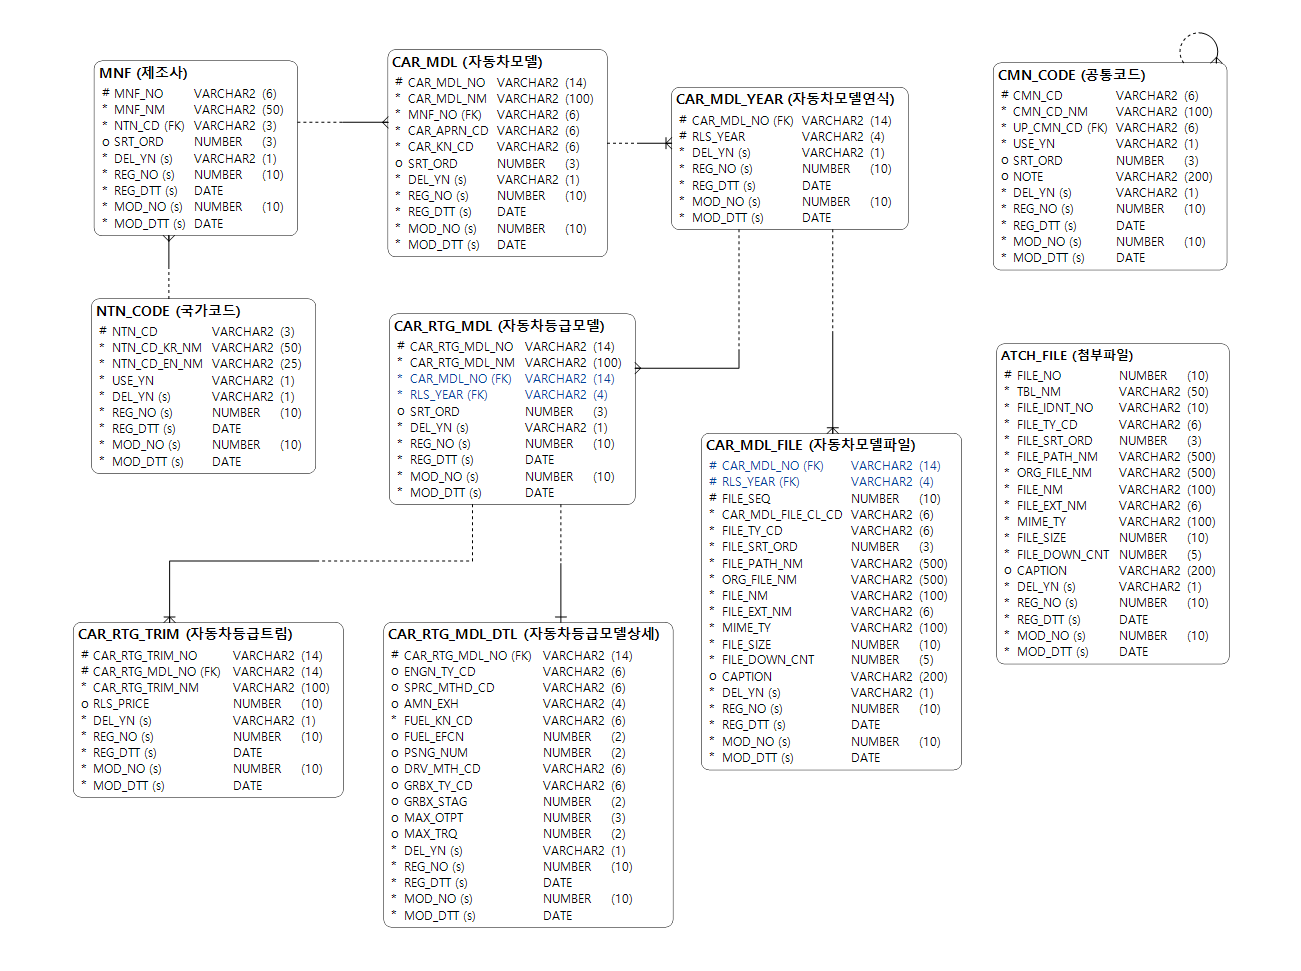 MNF (제조사)
# MNF_NO VARCHAR2 (6)
* MNF_NM VARCHAR2 (50)
* NTN_CD (FK) VARCHAR2 (3)
o SRT_ORD NUMBER (3)
* DEL_YN (s) VARCHAR2 (1)
* REG_NO (s) NUMBER (10)
* REG_DTT (s) DATE
* MOD_NO (s) NUMBER (10)
* MOD_DTT (s) DATE
CAR_MDL (자동차모델)
# CAR_MDL_NO VARCHAR2 (14)
* CAR_MDL_NM VARCHAR2 (100)
* MNF_NO (FK) VARCHAR2 (6)
* CAR_APRN_CD VARCHAR2 (6)
* CAR_KN_CD VARCHAR2 (6)
o SRT_ORD NUMBER (3)
* DEL_YN (s) VARCHAR2 (1)
* REG_NO (s) NUMBER (10)
* REG_DTT (s) DATE
* MOD_NO (s) NUMBER (10)
* MOD_DTT (s) DATE
CAR_MDL_YEAR (자동차모델연식)
# CAR_MDL_NO (FK) VARCHAR2 (14)
# RLS_YEAR VARCHAR2 (4)
* DEL_YN (s) VARCHAR2 (1)
* REG_NO (s) NUMBER (10)
* REG_DTT (s) DATE
* MOD_NO (s) NUMBER (10)
* MOD_DTT (s) DATE
CMN_CODE (공통코드)
# CMN_CD VARCHAR2 (6)
* CMN_CD_NM VARCHAR2 (100)
* UP_CMN_CD (FK) VARCHAR2 (6)
* USE_YN VARCHAR2 (1)
o SRT_ORD NUMBER (3)
o NOTE VARCHAR2 (200)
* DEL_YN (s) VARCHAR2 (1)
* REG_NO (s) NUMBER (10)
* REG_DTT (s) DATE
* MOD_NO (s) NUMBER (10)
* MOD_DTT (s) DATE
NTN_CODE (국가코드)
# NTN_CD VARCHAR2 (3)
* NTN_CD_KR_NM VARCHAR2 (50)
* NTN_CD_EN_NM VARCHAR2 (25)
* USE_YN VARCHAR2 (1)
* DEL_YN (s) VARCHAR2 (1)
* REG_NO (s) NUMBER (10)
* REG_DTT (s) DATE
* MOD_NO (s) NUMBER (10)
* MOD_DTT (s) DATE
CAR_RTG_MDL (자동차등급모델)
# CAR_RTG_MDL_NO VARCHAR2 (14)
* CAR_RTG_MDL_NM VARCHAR2 (100)
* CAR_MDL_NO (FK) VARCHAR2 (14)
* RLS_YEAR (FK) VARCHAR2 (4)
o SRT_ORD NUMBER (3)
* DEL_YN (s) VARCHAR2 (1)
* REG_NO (s) NUMBER (10)
* REG_DTT (s) DATE
* MOD_NO (s) NUMBER (10)
* MOD_DTT (s) DATE
ATCH_FILE (첨부파일)
# FILE_NO NUMBER (10)
* TBL_NM VARCHAR2 (50)
* FILE_IDNT_NO VARCHAR2 (10)
* FILE_TY_CD VARCHAR2 (6)
* FILE_SRT_ORD NUMBER (3)
* FILE_PATH_NM VARCHAR2 (500)
* ORG_FILE_NM VARCHAR2 (500)
* FILE_NM VARCHAR2 (100)
* FILE_EXT_NM VARCHAR2 (6)
* MIME_TY VARCHAR2 (100)
* FILE_SIZE NUMBER (10)
* FILE_DOWN_CNT NUMBER (5)
o CAPTION VARCHAR2 (200)
* DEL_YN (s) VARCHAR2 (1)
* REG_NO (s) NUMBER (10)
* REG_DTT (s) DATE
* MOD_NO (s) NUMBER (10)
* MOD_DTT (s) DATE
CAR_MDL_FILE (자동차모델파일)
# CAR_MDL_NO (FK) VARCHAR2 (14)
# RLS_YEAR (FK) VARCHAR2 (4)
# FILE_SEQ NUMBER (10)
* CAR_MDL_FILE_CL_CD VARCHAR2 (6)
* FILE_TY_CD VARCHAR2 (6)
* FILE_SRT_ORD NUMBER (3)
* FILE_PATH_NM VARCHAR2 (500)
* ORG_FILE_NM VARCHAR2 (500)
* FILE_NM VARCHAR2 (100)
* FILE_EXT_NM VARCHAR2 (6)
* MIME_TY VARCHAR2 (100)
* FILE_SIZE NUMBER (10)
* FILE_DOWN_CNT NUMBER (5)
o CAPTION VARCHAR2 (200)
* DEL_YN (s) VARCHAR2 (1)
* REG_NO (s) NUMBER (10)
* REG_DTT (s) DATE
* MOD_NO (s) NUMBER (10)
* MOD_DTT (s) DATE
CAR_RTG_TRIM (자동차등급트림)
# CAR_RTG_TRIM_NO VARCHAR2 (14)
# CAR_RTG_MDL_NO (FK) VARCHAR2 (14)
* CAR_RTG_TRIM_NM VARCHAR2 (100)
o RLS_PRICE NUMBER (10)
* DEL_YN (s) VARCHAR2 (1)
* REG_NO (s) NUMBER (10)
* REG_DTT (s) DATE
* MOD_NO (s) NUMBER (10)
* MOD_DTT (s) DATE
CAR_RTG_MDL_DTL (자동차등급모델상세)
# CAR_RTG_MDL_NO (FK) VARCHAR2 (14)
o ENGN_TY_CD VARCHAR2 (6)
o SPRC_MTHD_CD VARCHAR2 (6)
o AMN_EXH VARCHAR2 (4)
* FUEL_KN_CD VARCHAR2 (6)
o FUEL_EFCN NUMBER (2)
o PSNG_NUM NUMBER (2)
o DRV_MTH_CD VARCHAR2 (6)
o GRBX_TY_CD VARCHAR2 (6)
o GRBX_STAG NUMBER (2)
o MAX_OTPT NUMBER (3)
o MAX_TRQ NUMBER (2)
* DEL_YN (s) VARCHAR2 (1)
* REG_NO (s) NUMBER (10)
* REG_DTT (s) DATE
* MOD_NO (s) NUMBER (10)
* MOD_DTT (s) DATE